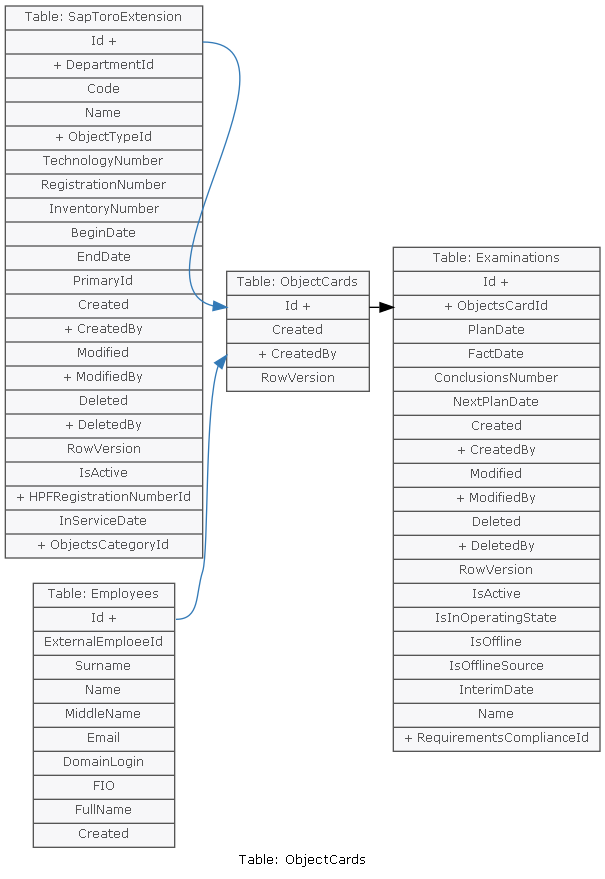 Table: SapToroExtension
Id +
+ DepartmentId
Code
Name
+ ObjectTypeId
TechnologyNumber
RegistrationNumber
InventoryNumber
BeginDate
EndDate
PrimaryId
Created
+ CreatedBy
Modified
+ ModifiedBy
Deleted
+ DeletedBy
RowVersion
IsActive
+ HPFRegistrationNumberId
InServiceDate
+ ObjectsCategoryId
Table: Employees
Id +
ExternalEmploeeId
Surname
Name
MiddleName
Email
DomainLogin
FIO
FullName
Created
Table: ObjectCards
Id +
Created
+ CreatedBy
RowVersion
Table: Examinations
Id +
+ ObjectsCardId
PlanDate
FactDate
ConclusionsNumber
NextPlanDate
Created
+ CreatedBy
Modified
+ ModifiedBy
Deleted
+ DeletedBy
RowVersion
IsActive
IsInOperatingState
IsOffline
IsOfflineSource
InterimDate
Name
+ RequirementsComplianceId
Table: ObjectCards